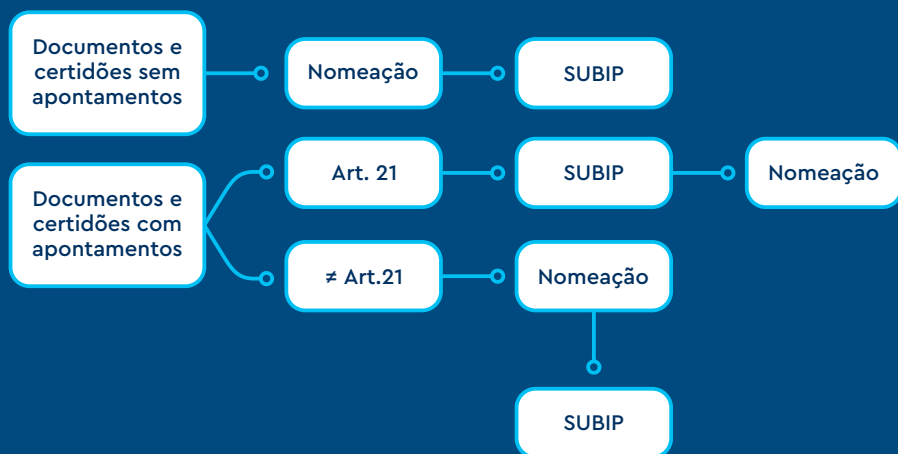 Documentos e
certidões sem
apontamentos
Nomeação
SUBIP
Documentos e
certidões com
apontamentos
Art. 21
SUBIP
Nomeação
≠ Art.21
Nomeação
SUBIP